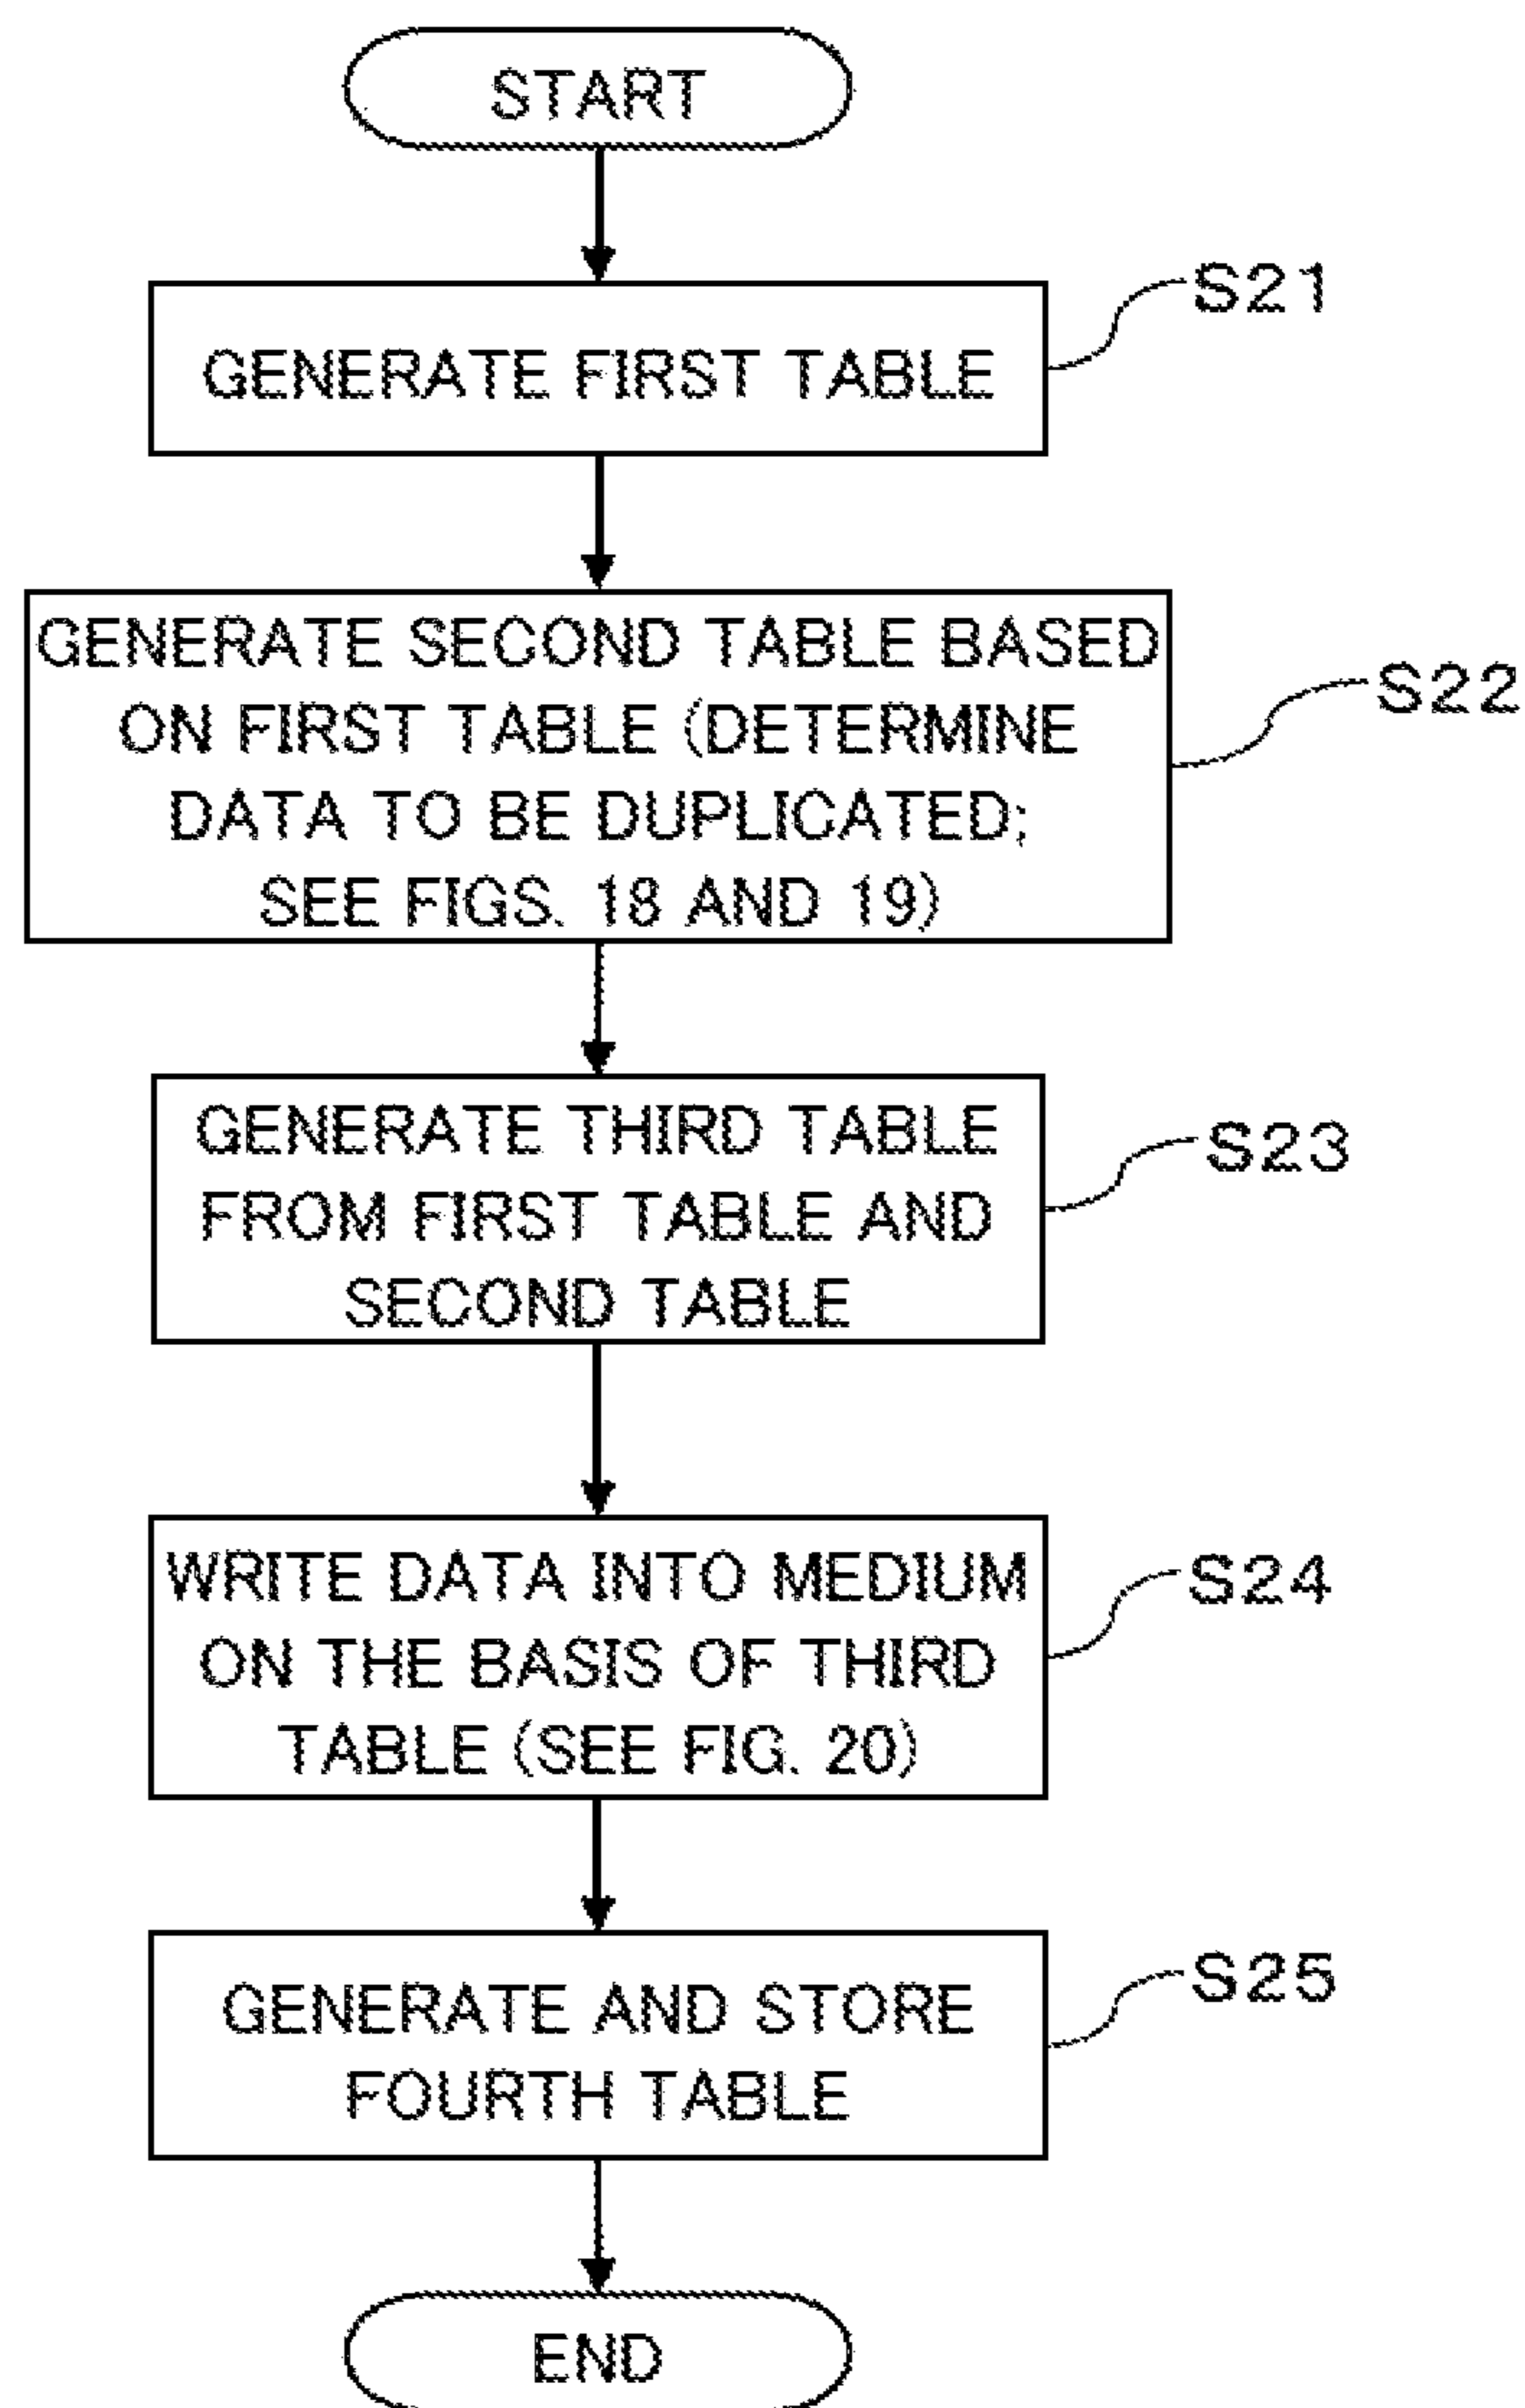 START
S21
GENERATE FIRST TABLE
GENERATE SECOND TABLE BASED
ON FIRST TABLE (DETERMINE
DATA TO BE DUPLICATED;
SEE FIGS. 18 AND 19)
S22
GENERATE THIRD TABLE
FROM FIRST TABLE AND
SECOND TABLE
S23
WRITE DATA INTO MEDIUM
ON THE BASIS OF THIRD
TABLE (SEE FIG. 20)
S24
GENERATE AND STORE
FOURTH TABLE
S25
END